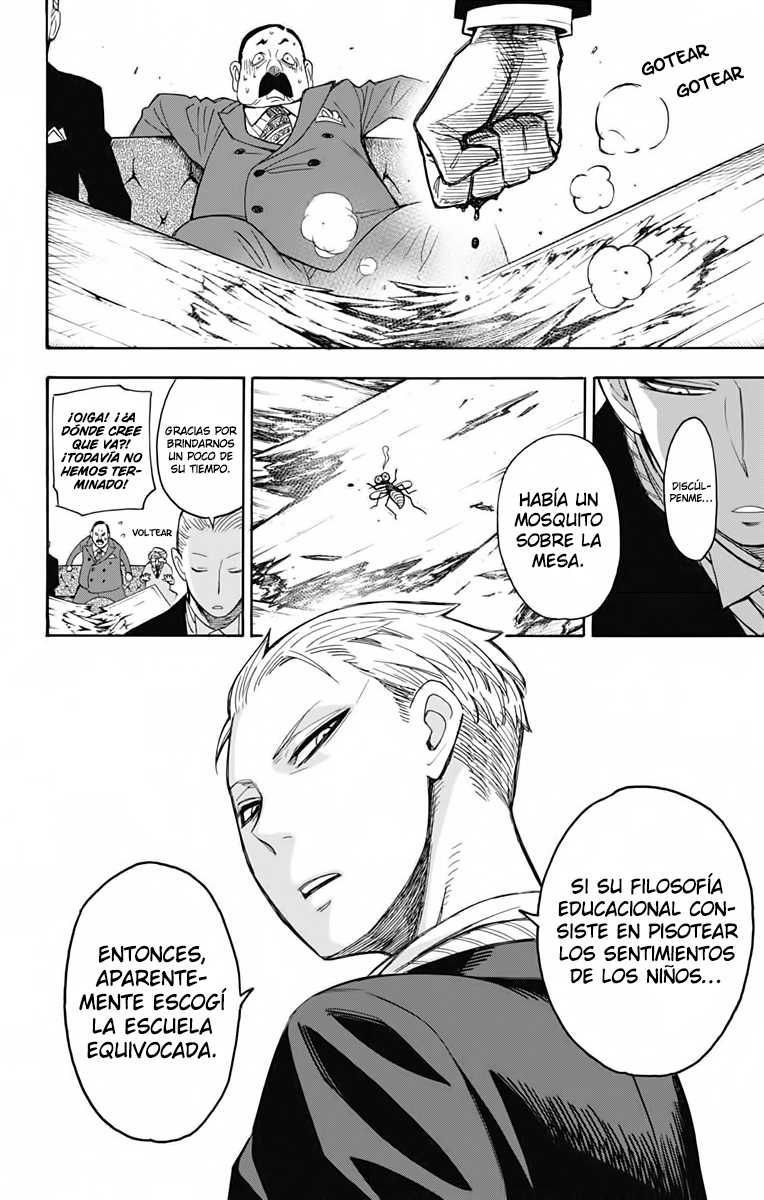 GOTEAR
GOTEAR
DISCÚL-
PENME...
HABÍA UN
MOSQUITO
SOBRE LA
MESA.
GRACIAS POR
BRINDARNOS
UN POCO DE
SU TIEMPO.
¡OIGA! ¡¿A
DÓNDE CREE
QUE VA?!
¡TODAVÍA NO
HEMOS TER-
MINADO!
VOLTEAR
SI SU FILOSOFÍA
EDUCACIONAL CON-
SISTE EN PISOTEAR
LOS SENTIMIENTOS
DE LOS NIÑOS...
ENTONCES,
APARENTE-
MENTE ESCOGÍ
LA ESCUELA
EQUIVOCADA.